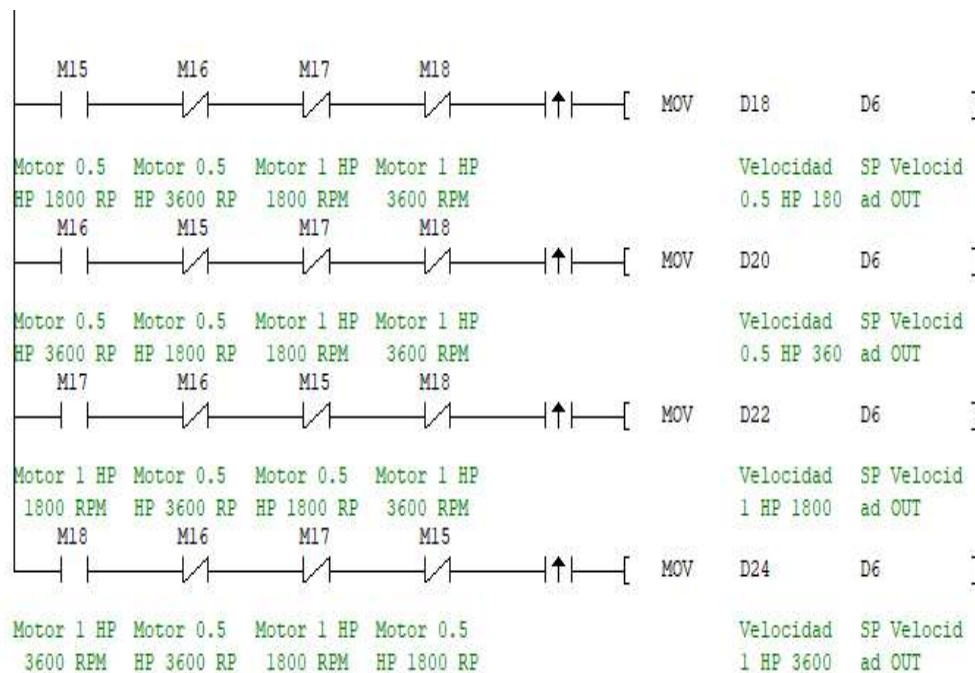 M15 M16 M17 M18
MOV D18 D6
Motor 0.5 Motor 0.5 Motor 1 HP Motor 1 HP Velocidad SP Velocid
HP 1800 RP HP 3600 RP 1800 RPM 3600 RPM 0.5 HP 180 ad OUT
M16 M15 M17 M18
MOV D20 D6
Motor 0.5 Motor 0.5 Motor 1 HP Motor 1 HP Velocidad SP Velocid
HP 3600 RP HP 1800 RP 1800 RPM 3600 RPM 0.5 HP 360 ad OUT
M17 M16 M15 M18
MOV D22 D6
Motor 1 HP Motor 0.5 Motor 0.5 Motor 1 HP Velocidad SP Velocid
1800 RPM HP 3600 RP HP 1800 RP 3600 RPM 1 HP 1800 ad OUT
M18 M16 M17 M15
MOV D24 D6
Motor 1 HP Motor 0.5 Motor 1 HP Motor 0.5 Velocidad SP Velocid
3600 RPM HP 3600 RP 1800 RPM HP 1800 RP 1 HP 3600 ad OUT